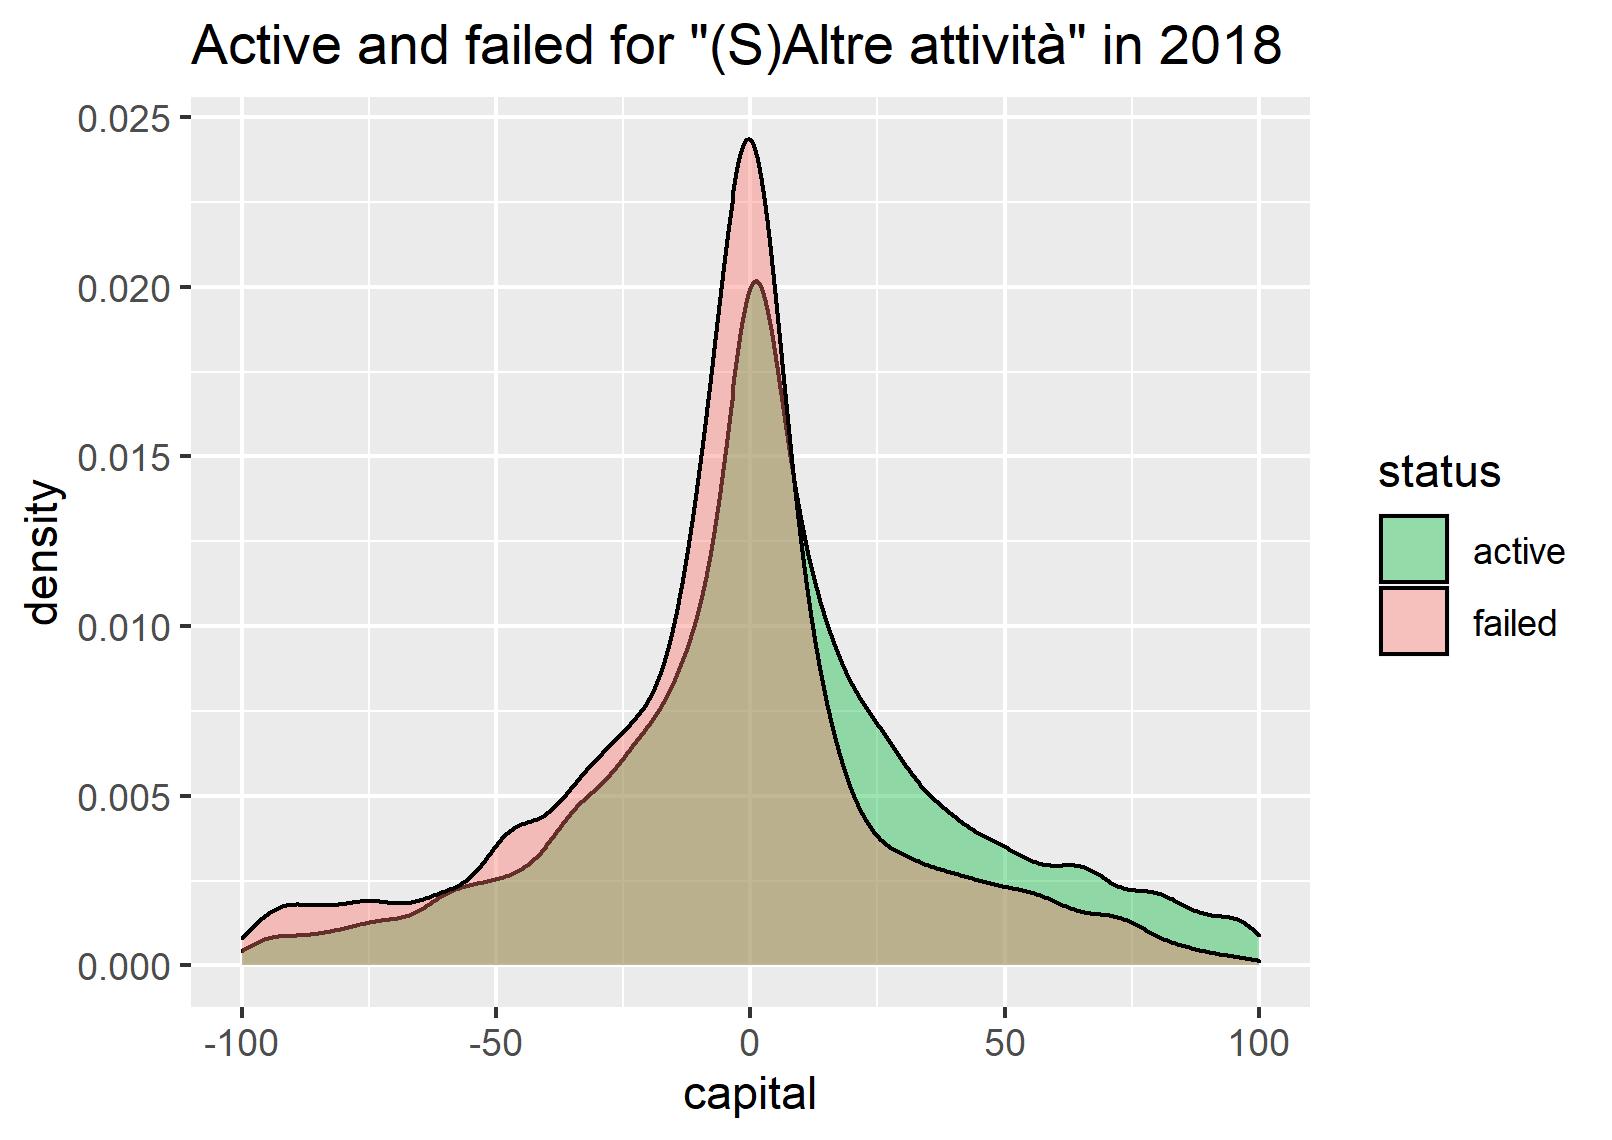 Active and failed for "(S)Altre attività" in 2018
0.025
0.020
0.015
0.010
0.005
0.000
density
-100
-50
0
50
100
capital
status
active
failed